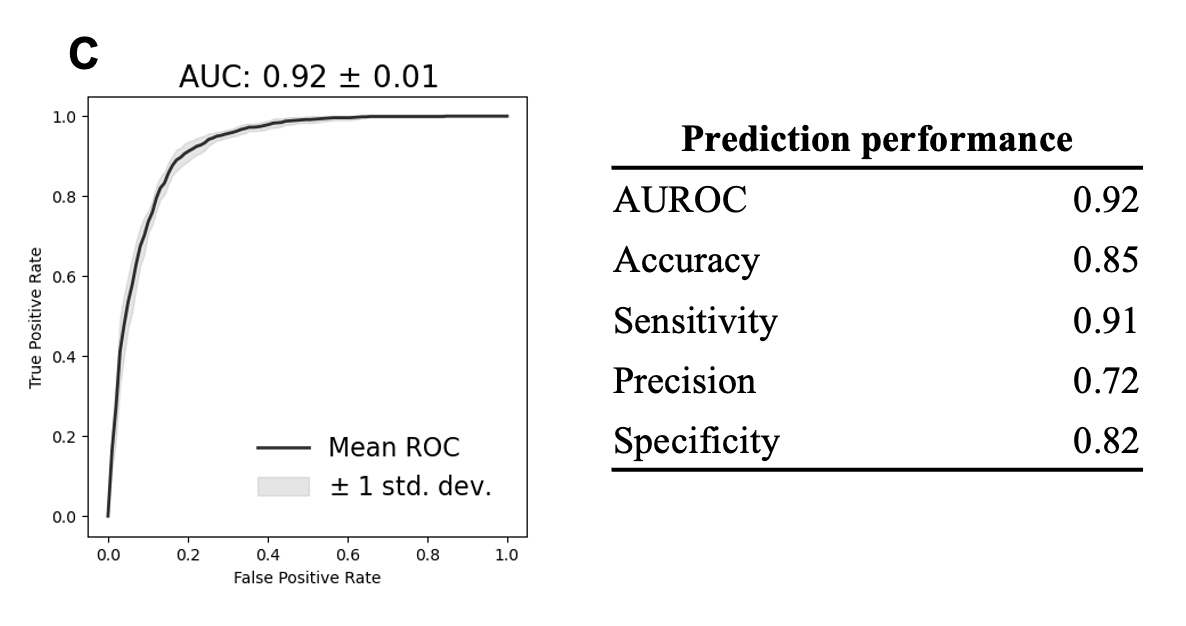 C
AUC: 0.92 ± 0.01
1.0
0.8
0.6
0.4
0.2
0.0
True Positive Rate
Mean ROC
± 1 std. dev.
0.0 0.2 0.4 0.6 0.8 1.0
False Positive Rate
Prediction performance
AUROC 0.92
Accuracy 0.85
Sensitivity 0.91
Precision 0.72
Specificity 0.82